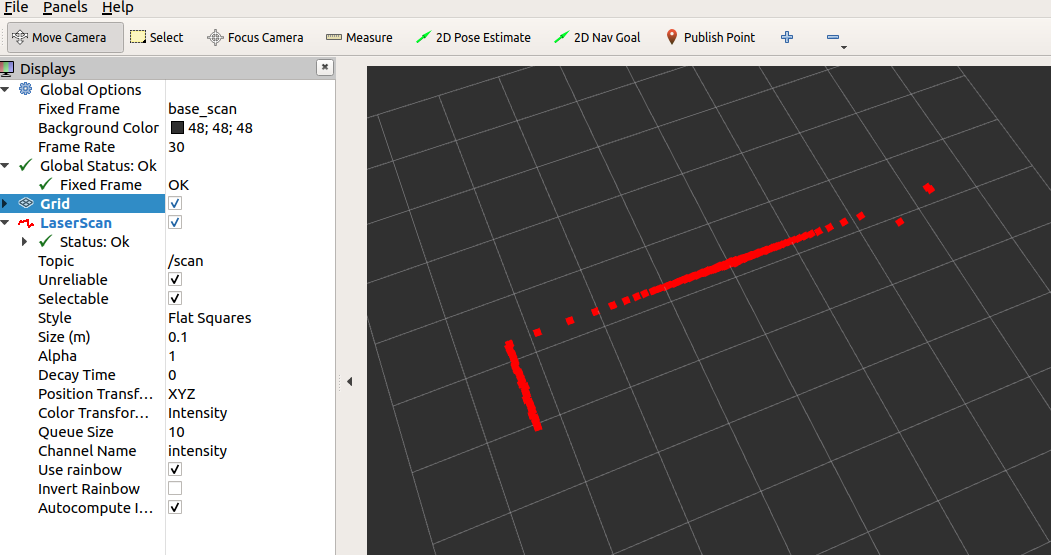 File Panels Help
Move Camera Select Focus Camera Measure 2D Pose Estimate 2D Nav Goal Publish Point
Displays
Global Options
Fixed Frame base_scan
Background Color 48; 48; 48
Frame Rate 30
Global Status: Ok
Fixed Frame OK
Grid
LaserScan
Status: Ok
Topic /scan
Unreliable
Selectable
Style Flat Squares
Size (m) 0.1
Alpha 1
Decay Time 0
Position Transf... XYZ
Color Transfor... Intensity
Queue Size 10
Channel Name intensity
Use rainbow
Invert Rainbow
Autocompute I...